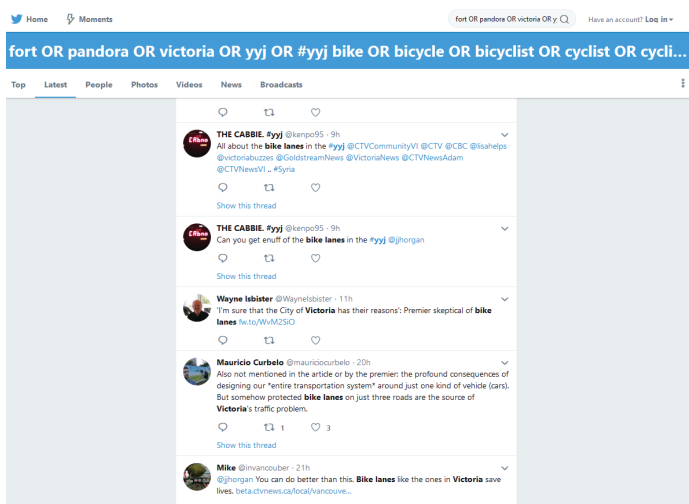 Home
Moments
fort OR pandora OR victoria OR y
Have an account? Log in
fort OR pandora OR victoria OR yyj OR #yyj bike OR bicycle OR bicyclist OR cyclist OR cycli...
Top Latest People Photos Videos News Broadcasts
THE CABBIE. #yyj @kenpo95 · 9h
All about the bike lanes in the #yyj @CTVCommunityVI @CTV @CBC @lisahelps
@victoriabuzzes @GoldstreamNews @VictoriaNews @CTVNewsAdam
@CTVNewsVI .. #Syria
Show this thread
THE CABBIE. #yyj @kenpo95 · 9h
Can you get enuff of the bike lanes in the #yyj @jjhorgan
Show this thread
Wayne Isbister @WayneIsbister · 11h
'I'm sure that the City of Victoria has their reasons': Premier skeptical of bike
lanes fw.to/WvM2SiO
Mauricio Curbelo @mauriciocurbelo · 20h
Also not mentioned in the article or by the premier: the profound consequences of
designing our *entire transportation system* around just one kind of vehicle (cars).
But somehow protected bike lanes on just three roads are the source of
Victoria's traffic problem.
1 3
Show this thread
Mike @invancouber · 21h
@jjhorgan You can do better than this. Bike lanes like the ones in Victoria save
lives. beta.ctvnews.ca/local/vancouve...